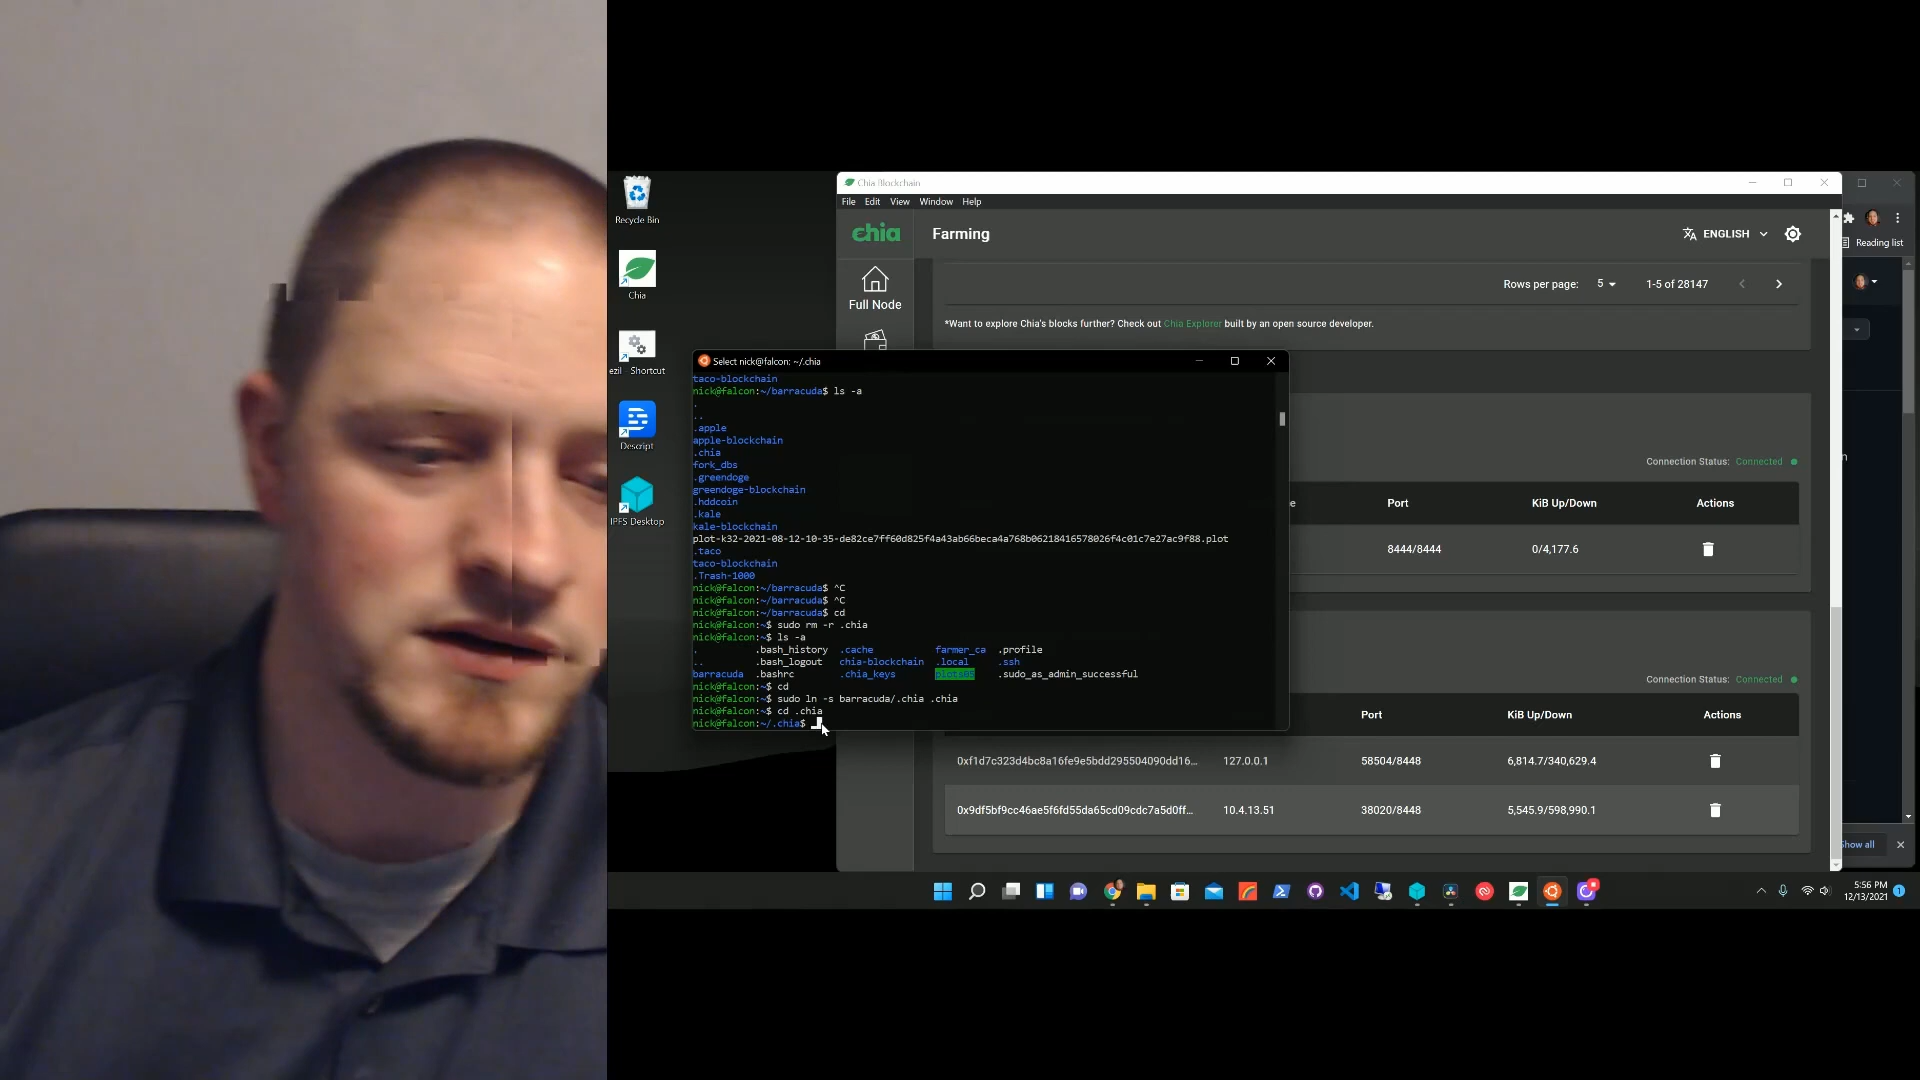 Recycle Bin
Chia
ezil - Shortcut
Descript
IPFS Desktop
Chia Blockchain
File Edit View Window Help
chia
Farming
ENGLISH
Reading list
Full Node
Rows per page: 5 1-5 of 28147
*Want to explore Chia's blocks further? Check out Chia Explorer built by an open source developer.
Select nick@falcon: ~/.chia
taco-blockchain
nick@falcon:~/barracuda$ ls -a
.
..
.apple
apple-blockchain
.chia
fork_dbs
.greendoge
greendoge-blockchain
.hddcoin
.kale
kale-blockchain
plot-k32-2021-08-12-10-35-de82ce7ff60d825f4a43ab66beca4a768b06218416578026f4c01c7e27ac9f88.plot
.taco
taco-blockchain
.Trash-1000
nick@falcon:~/barracuda$ ^C
nick@falcon:~/barracuda$ ^C
nick@falcon:~/barracuda$ cd
nick@falcon:~$ sudo rm -r .chia
nick@falcon:~$ ls -a
. .bash_history .cache farmer_ca .profile
.. .bash_logout chia-blockchain .local .ssh
barracuda .bashrc .chia_keys .sudo_as_admin_successful
nick@falcon:~$ cd
nick@falcon:~$ sudo ln -s barracuda/.chia .chia
nick@falcon:~$ cd .chia
nick@falcon:~/.chia$
Connection Status: Connected
e Port KiB Up/Down Actions
8444/8444 0/4,177.6
Connection Status: Connected
Port KiB Up/Down Actions
0xf1d7c323d4bc8a16fe9e5bdd295504090dd16... 127.0.0.1 58504/8448 6,814.7/340,629.4
0x9df5bf9cc46ae5f6fd55da65cd09cdc7a5d0ff... 10.4.13.51 38020/8448 5,545.9/598,990.1
Show all
5:56 PM
12/13/2021
1